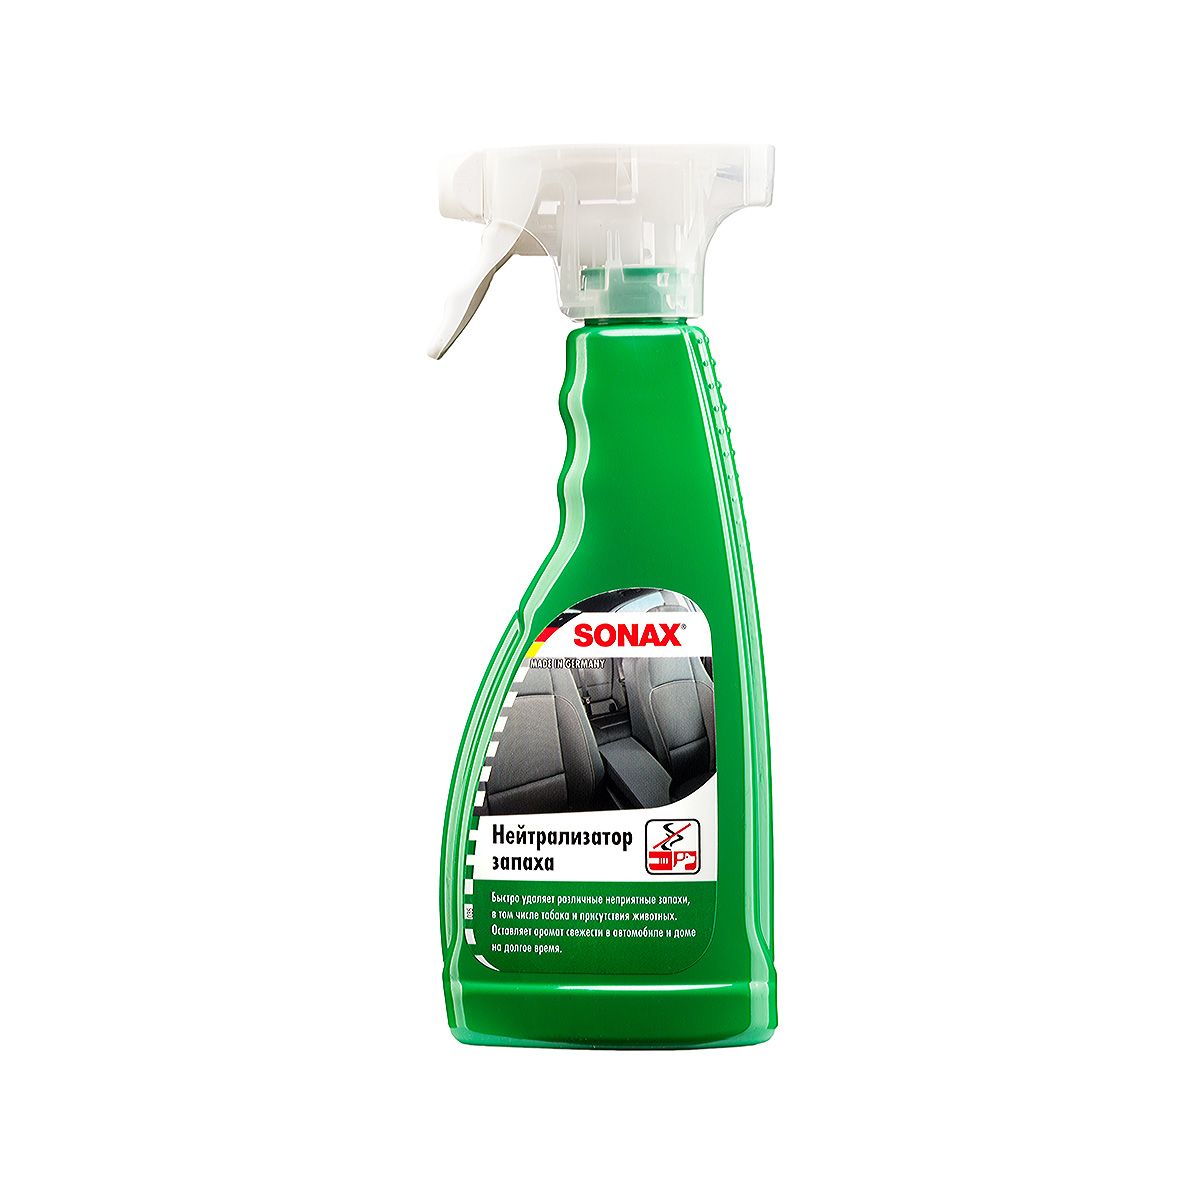 SONAX®
MADE IN GERMANY
Нейтрализатор
запаха
Быстро удаляет различные неприятные запахи,
в том числе табака и присутствия животных.
Оставляет аромат свежести в автомобиле и доме
на долгое время.